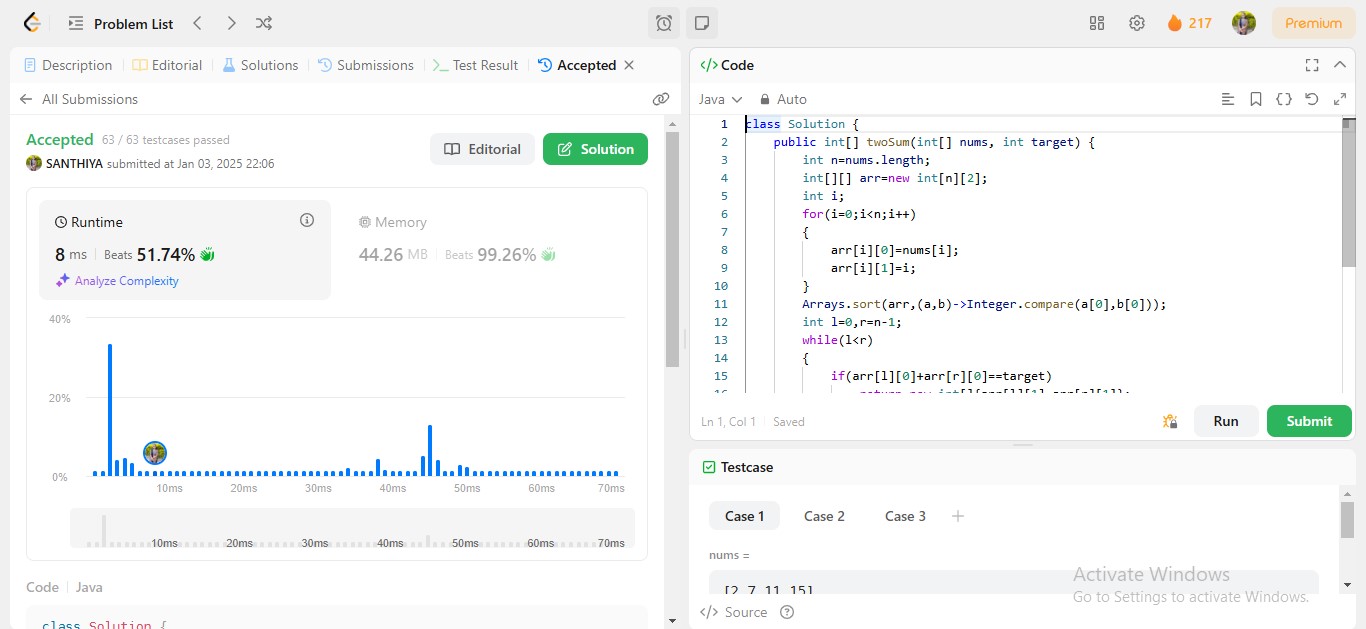 Problem List
217
Premium
Description
Editorial
Solutions
Submissions
Test Result
Accepted
All Submissions
Accepted 63 / 63 testcases passed
SANTHIYA submitted at Jan 03, 2025 22:06
Editorial
Solution
Runtime
8 ms Beats 51.74%
Analyze Complexity
Memory
44.26 MB Beats 99.26%
40%
20%
0%
10ms 20ms 30ms 40ms 50ms 60ms 70ms
10ms 20ms 30ms 40ms 50ms 60ms 70ms
Code Java
class Solution {
</> Code
Java Auto
1 class Solution {
2 public int[] twoSum(int[] nums, int target) {
3 int n=nums.length;
4 int[][] arr=new int[n][2];
5 int i;
6 for(i=0;i<n;i++)
7 {
8 arr[i][0]=nums[i];
9 arr[i][1]=i;
10 }
11 Arrays.sort(arr,(a,b)->Integer.compare(a[0],b[0]));
12 int l=0,r=n-1;
13 while(l<r)
14 {
15 if(arr[l][0]+arr[r][0]==target)
16 return new int[]{arr[l][1],arr[r][1]};
Ln 1, Col 1 Saved
Run
Submit
Testcase
Case 1 Case 2 Case 3 +
nums =
[2,7,11,15]
</> Source ?
Activate Windows
Go to Settings to activate Windows.